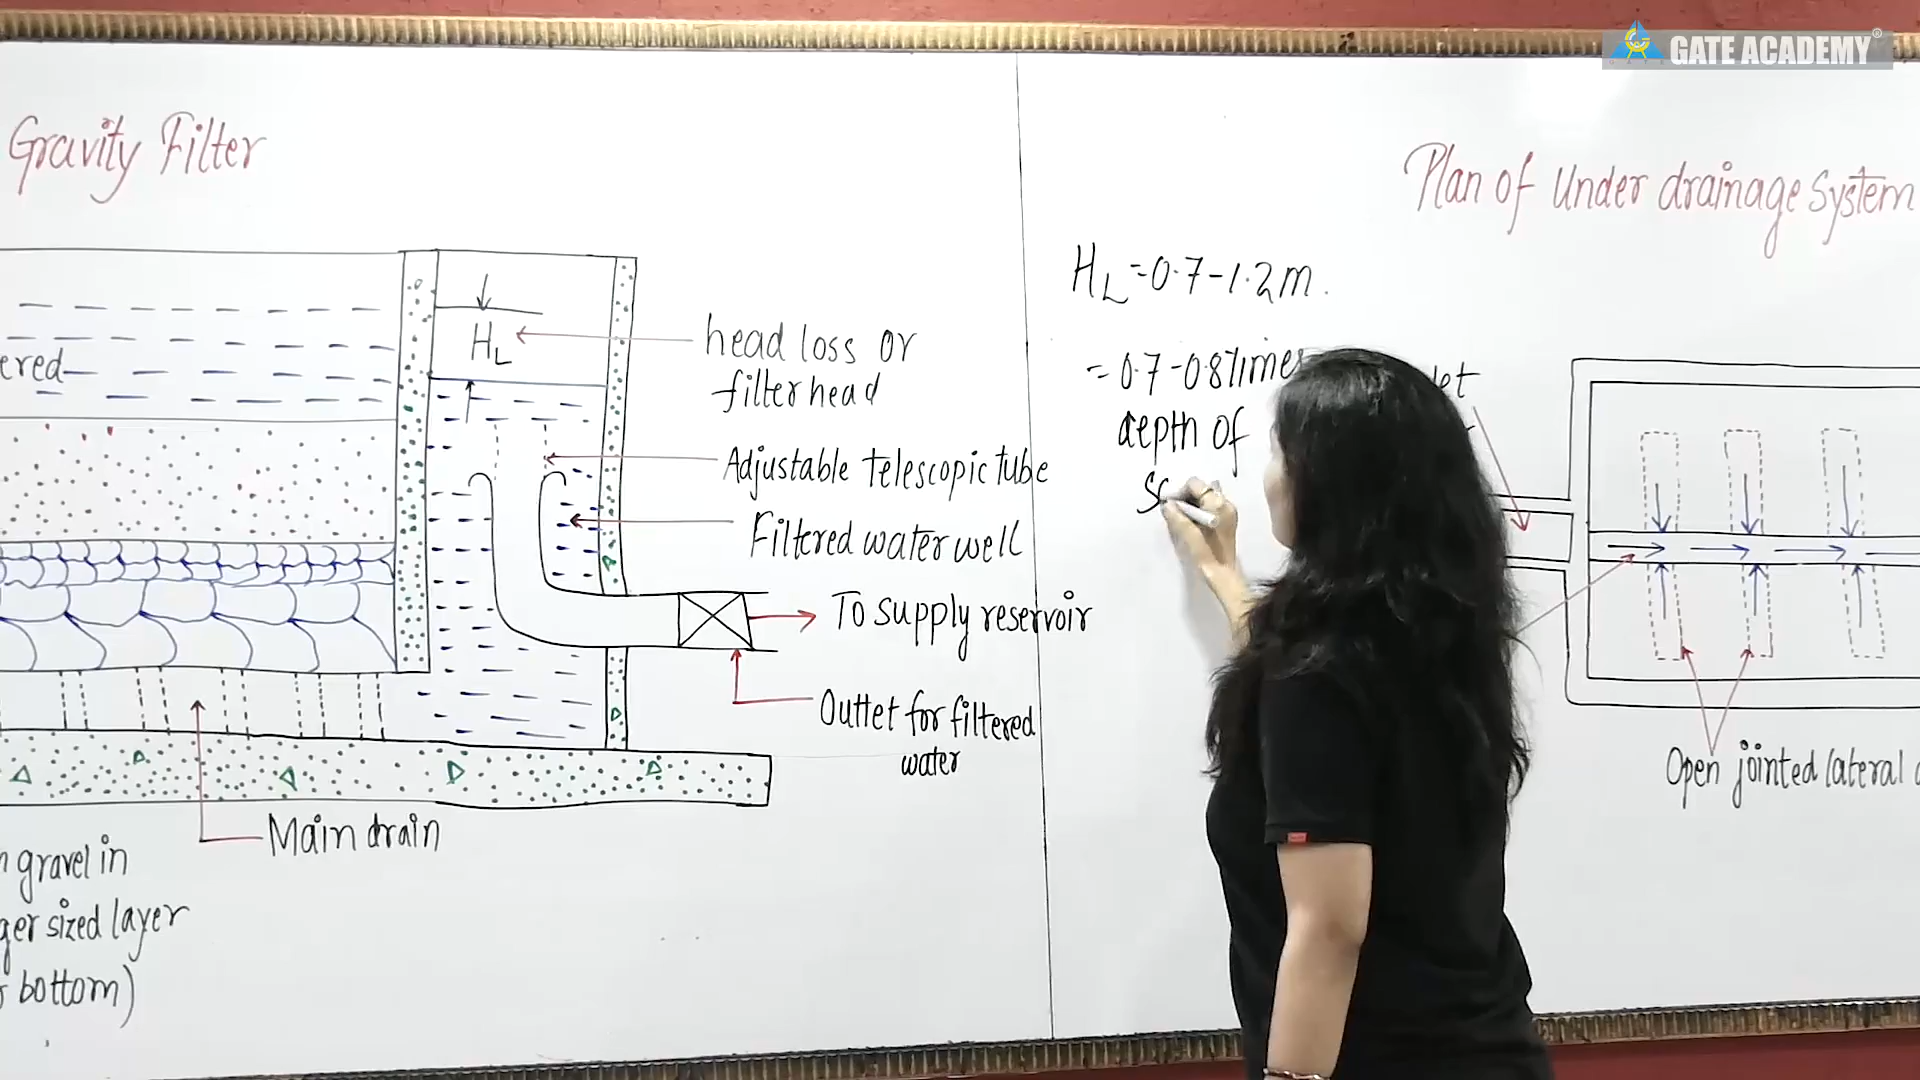 GATE ACADEMY
Gravity Filter
Plan of Under drainage System
HL = 0.7 - 1.2 m.
= 0.7 - 0.8 times
depth of
ered
HL
head loss or
filter head
Adjustable telescopic tube
Filtered water well
To supply reservoir
Outlet for filtered
water
Main drain
gravel in
ger sized layer
bottom)
Open jointed lateral